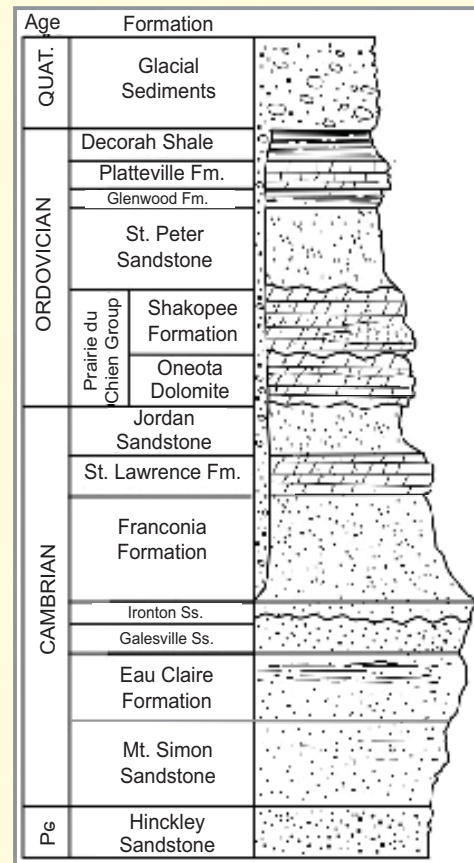 Age Formation
QUAT.
Glacial
Sediments
ORDOVICIAN
Decorah Shale
Platteville Fm.
Glenwood Fm.
St. Peter
Sandstone
Prairie du
Chien Group
Shakopee
Formation
Oneota
Dolomite
CAMBRIAN
Jordan
Sandstone
St. Lawrence Fm.
Franconia
Formation
Ironton Ss.
Galesville Ss.
Eau Claire
Formation
Mt. Simon
Sandstone
PꞒ
Hinckley
Sandstone